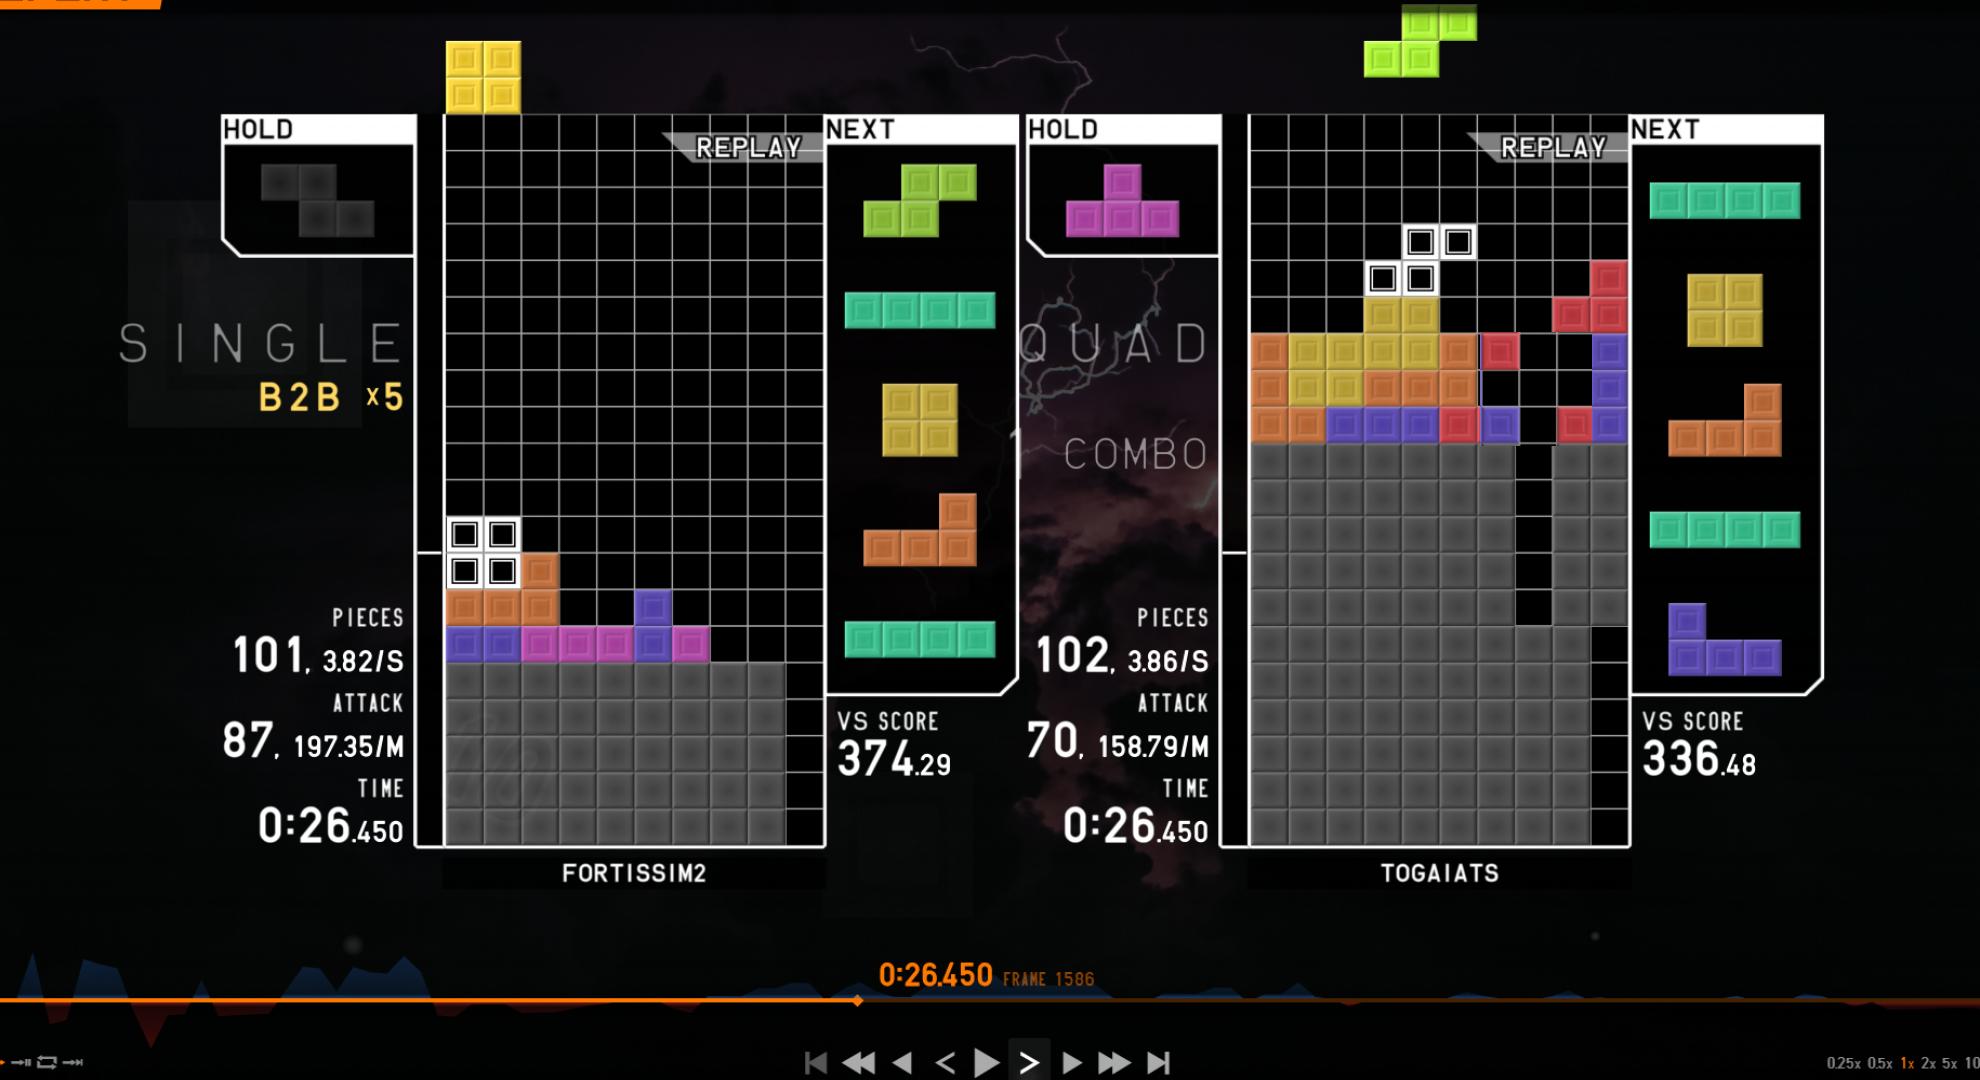 HOLD
REPLAY
NEXT
SINGLE
B2B x5
PIECES
101, 3.82/S
ATTACK
87, 197.35/M
TIME
0:26.450
VS SCORE
374.29
FORTISSIM2
HOLD
REPLAY
NEXT
QUAD
1 COMBO
PIECES
102, 3.86/S
ATTACK
70, 158.79/M
TIME
0:26.450
VS SCORE
336.48
TOGAIATS
0:26.450 FRAME 1586
0.25x 0.5x 1x 2x 5x 10